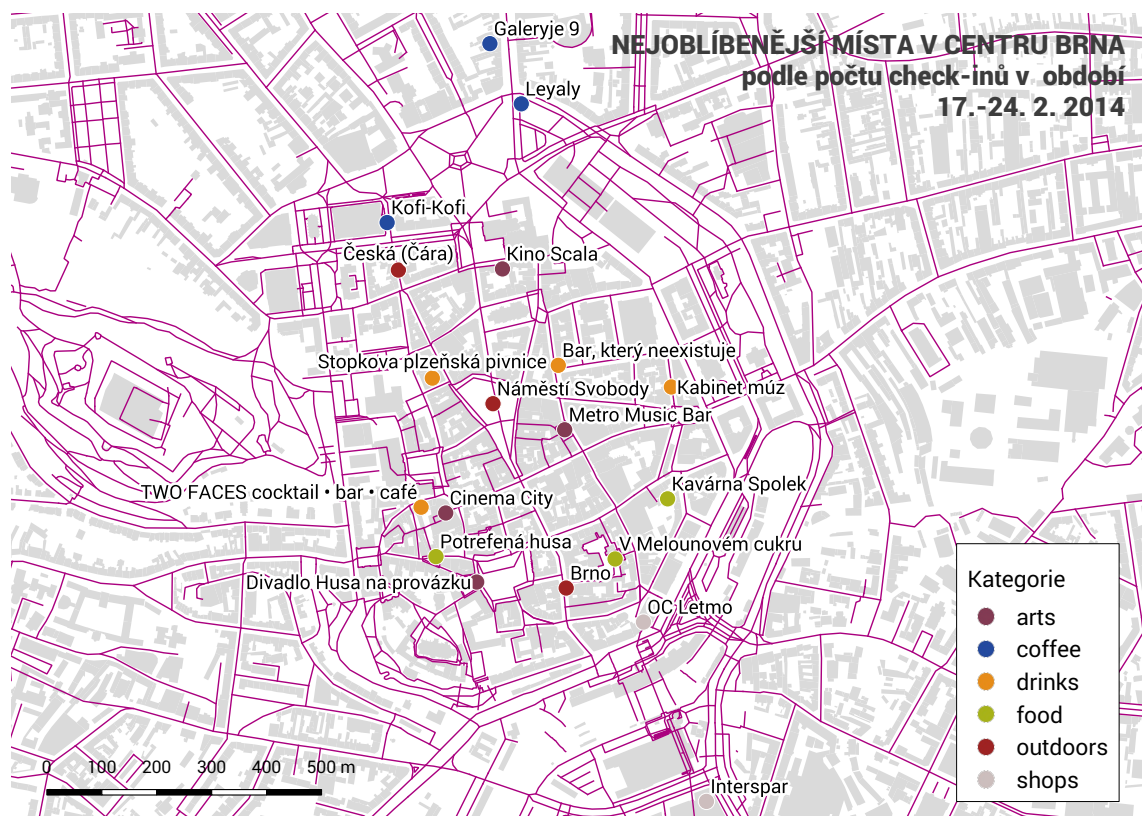 Galeryje 9
NEJOBLÍBENĚJŠÍ MÍSTA V CENTRU BRNA
podle počtu check-inů v období
17.-24. 2. 2014
Leyaly
Kofi-Kofi
Česká (Čára)
Kino Scala
Bar, který neexistuje
Stopkova plzeňská pivnice
Náměstí Svobody
Kabinet múz
Metro Music Bar
Kavárna Spolek
TWO FACES cocktail • bar • café
Cinema City
Potrefená husa
V Melounovém cukru
Divadlo Husa na provázku
Brno
OC Letmo
Kategorie
arts
coffee
drinks
food
outdoors
shops
0 100 200 300 400 500 m
Interspar